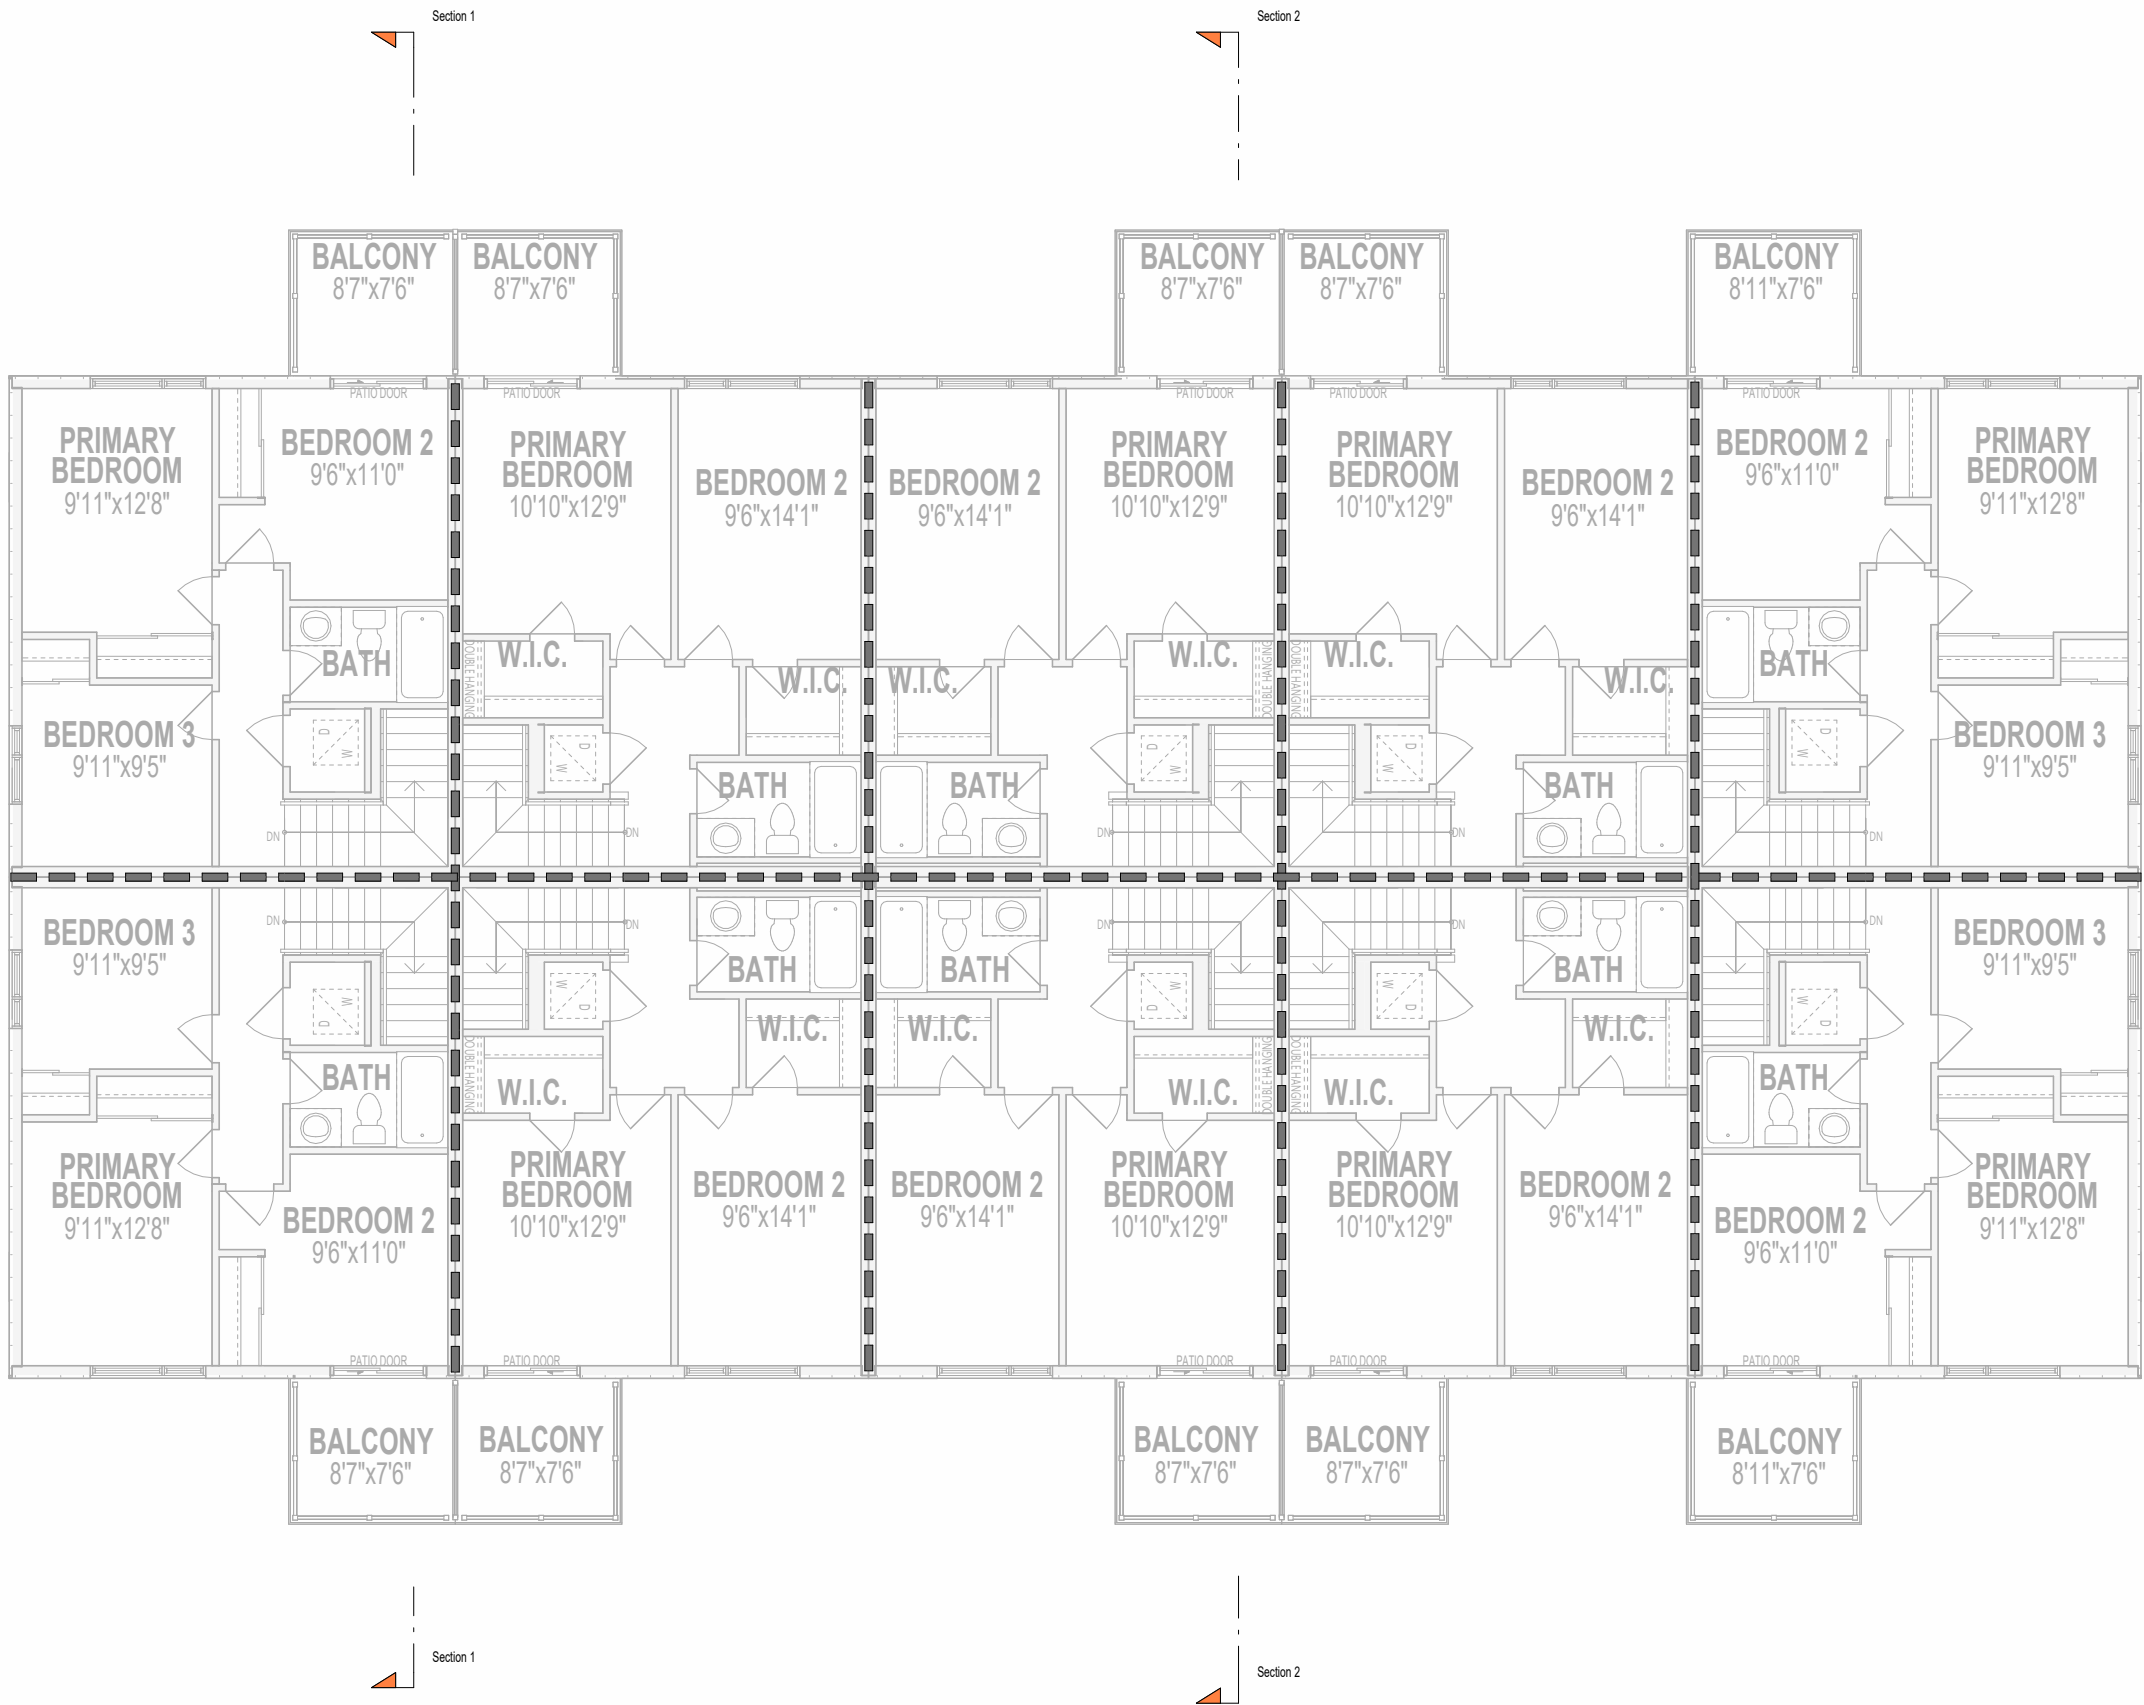 Section 1
Section 2
BALCONY
8'7"x7'6"
BALCONY
8'7"x7'6"
BALCONY
8'7"x7'6"
BALCONY
8'7"x7'6"
BALCONY
8'11"x7'6"
PATIO DOOR
PATIO DOOR
PATIO DOOR
PATIO DOOR
PATIO DOOR
PRIMARY
BEDROOM
9'11"x12'8"
BEDROOM 2
9'6"x11'0"
PRIMARY
BEDROOM
10'10"x12'9"
BEDROOM 2
9'6"x14'1"
BEDROOM 2
9'6"x14'1"
PRIMARY
BEDROOM
10'10"x12'9"
PRIMARY
BEDROOM
10'10"x12'9"
BEDROOM 2
9'6"x14'1"
BEDROOM 2
9'6"x11'0"
PRIMARY
BEDROOM
9'11"x12'8"
BATH
W.I.C.
DOUBLE HANGING
W.I.C.
W.I.C.
W.I.C.
DOUBLE HANGING
DOUBLE HANGING
W.I.C.
W.I.C.
BATH
BEDROOM 3
9'11"x9'5"
D
W
D
W
BATH
BATH
D
W
D
W
BATH
D
W
BEDROOM 3
9'11"x9'5"
DN
DN
DN
DN
DN
DN
DN
DN
DN
DN
BEDROOM 3
9'11"x9'5"
W
D
W
D
BATH
BATH
W
D
W
D
BATH
W
D
BEDROOM 3
9'11"x9'5"
BATH
DOUBLE HANGING
W.I.C.
W.I.C.
W.I.C.
W.I.C.
DOUBLE HANGING
DOUBLE HANGING
W.I.C.
W.I.C.
BATH
PRIMARY
BEDROOM
9'11"x12'8"
BEDROOM 2
9'6"x11'0"
PRIMARY
BEDROOM
10'10"x12'9"
BEDROOM 2
9'6"x14'1"
BEDROOM 2
9'6"x14'1"
PRIMARY
BEDROOM
10'10"x12'9"
PRIMARY
BEDROOM
10'10"x12'9"
BEDROOM 2
9'6"x14'1"
BEDROOM 2
9'6"x11'0"
PRIMARY
BEDROOM
9'11"x12'8"
PATIO DOOR
PATIO DOOR
PATIO DOOR
PATIO DOOR
PATIO DOOR
BALCONY
8'7"x7'6"
BALCONY
8'7"x7'6"
BALCONY
8'7"x7'6"
BALCONY
8'7"x7'6"
BALCONY
8'11"x7'6"
Section 1
Section 2